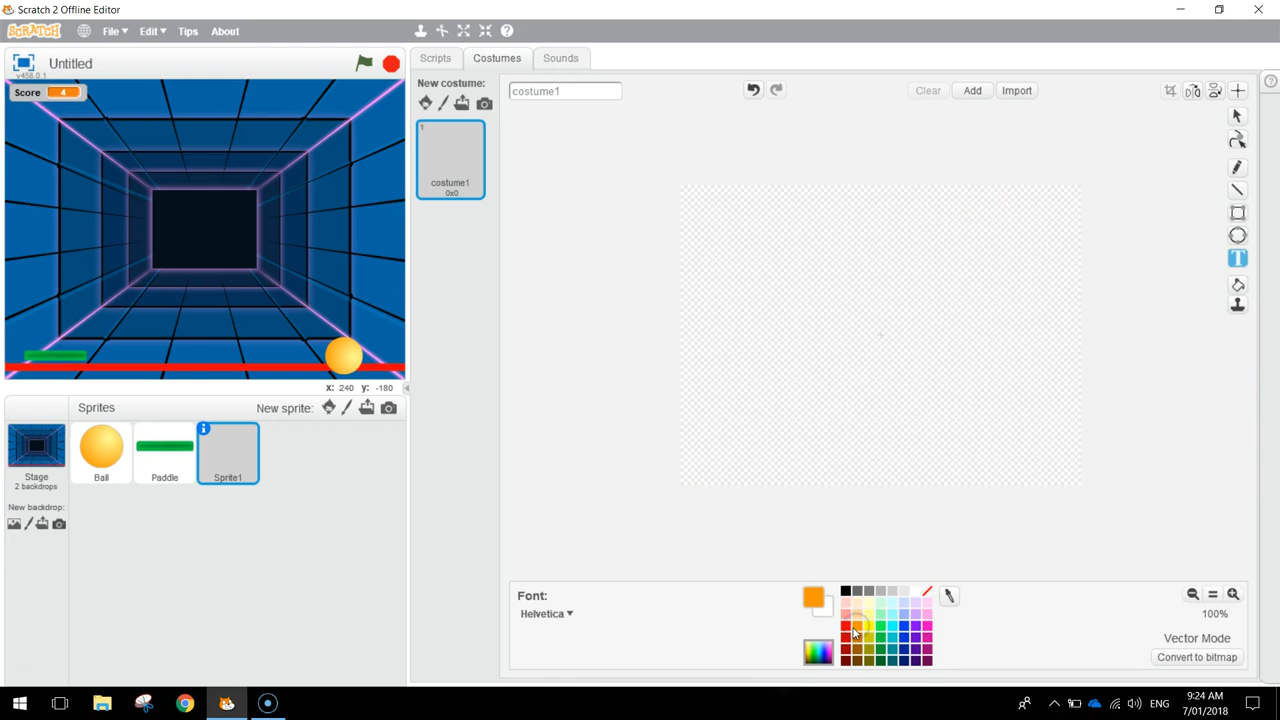 Scratch 2 Offline Editor
SCRATCH File Edit Tips About
Untitled
v458.0.1
Score 4
x: 240 y: -180
Sprites New sprite:
Stage
2 backdrops
New backdrop:
Ball Paddle Sprite1
Scripts Costumes Sounds
New costume:
1
costume1
0x0
costume1 Clear Add Import
T
Font:
Helvetica
100%
Vector Mode
Convert to bitmap
ENG
9:24 AM
7/01/2018